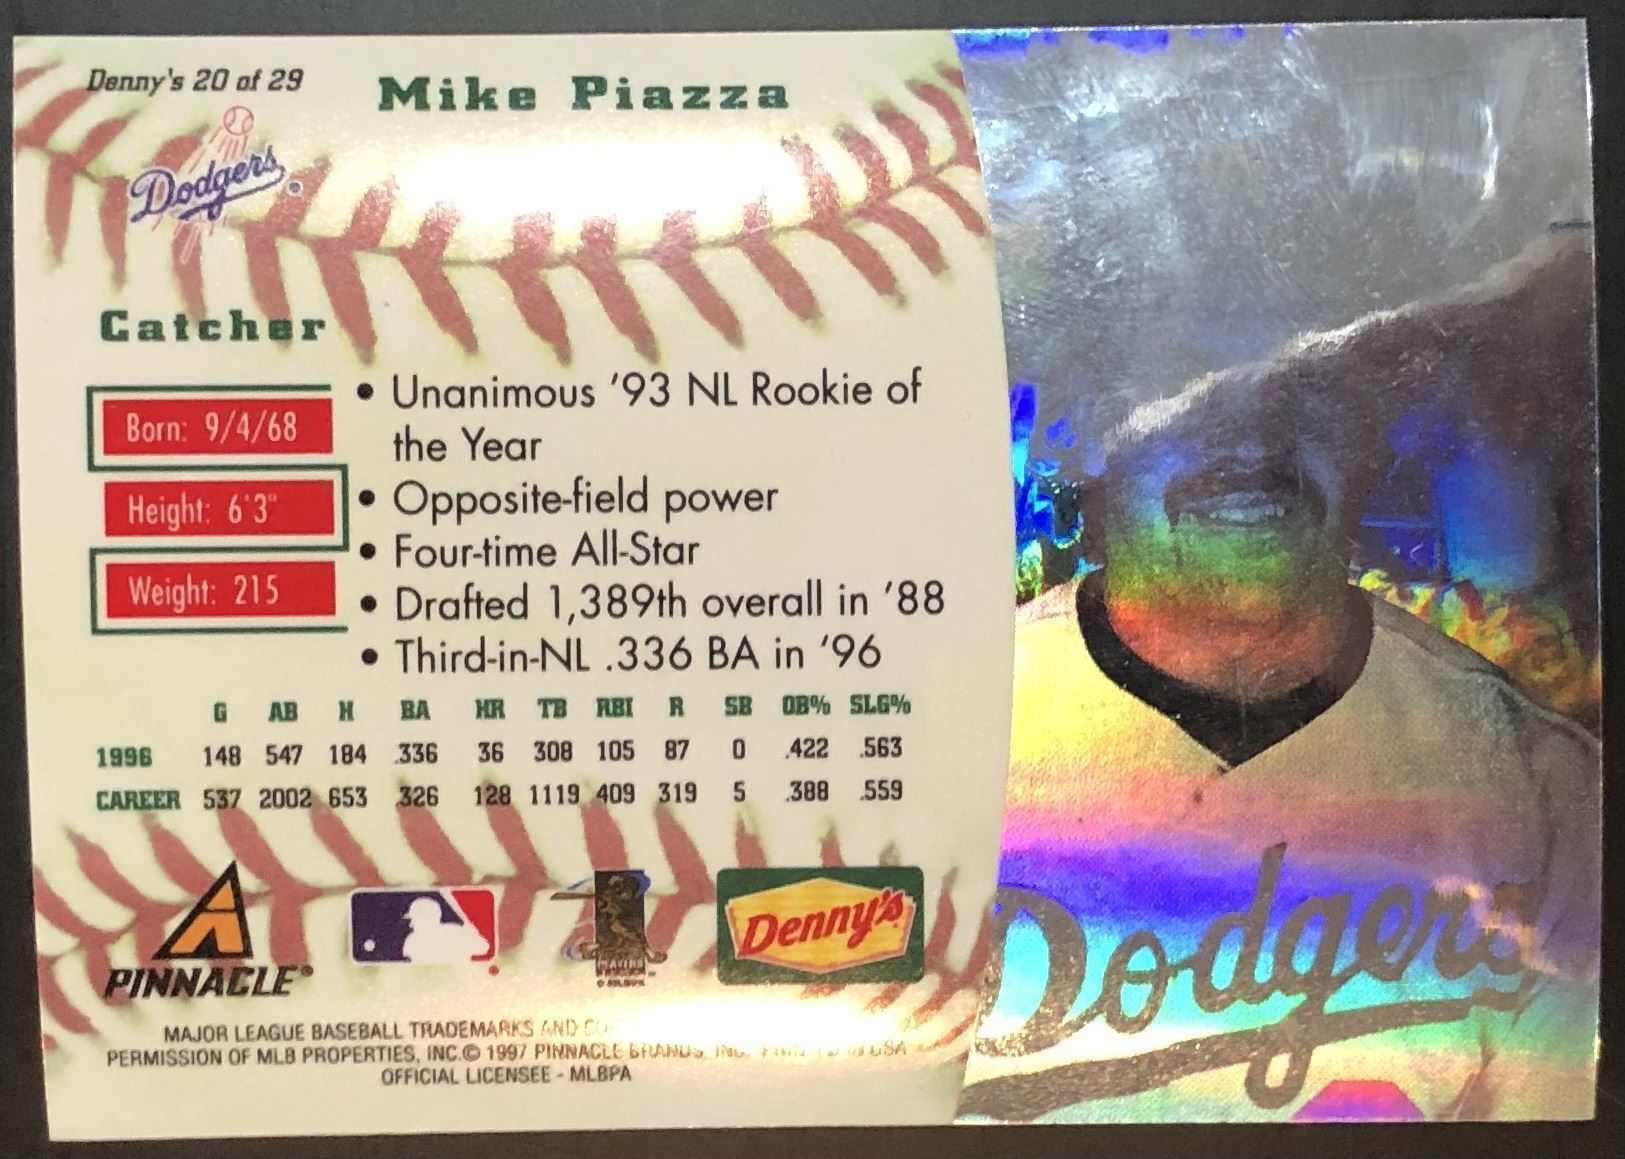 Denny's 20 of 29
Mike Piazza
Dodgers
Catcher
Born: 9/4/68
Height: 6'3"
Weight: 215
• Unanimous '93 NL Rookie of
the Year
• Opposite-field power
• Four-time All-Star
• Drafted 1,389th overall in '88
• Third-in-NL .336 BA in '96
G AB H BA HR TB RBI R SB OB% SLG%
1996 148 547 184 .336 36 308 105 87 0 .422 .563
CAREER 537 2002 653 .326 128 1119 409 319 5 .388 .559
PINNACLE®
PLAYERS
Denny's
MAJOR LEAGUE BASEBALL TRADEMARKS AND
PERMISSION OF MLB PROPERTIES, INC.© 1997 PINNACLE BRANDS, INC. USA
OFFICIAL LICENSEE - MLBPA
Dodgers